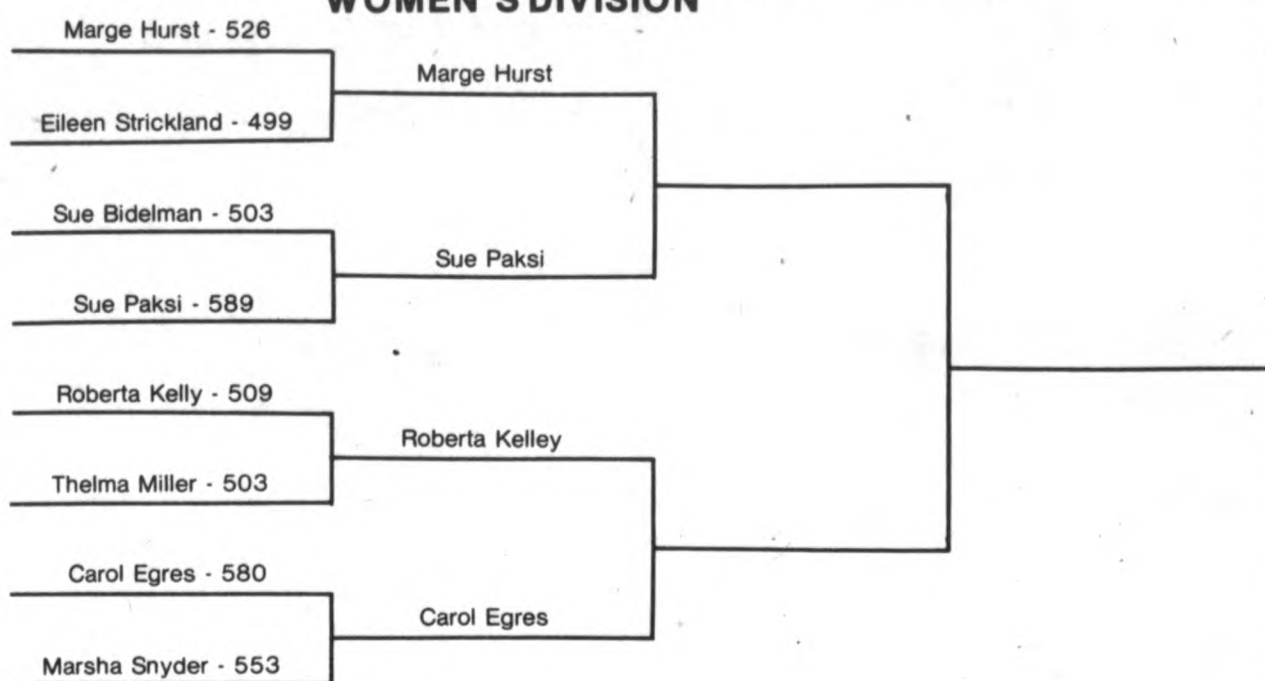 WOMEN'S DIVISION
Marge Hurst - 526
Eileen Strickland - 499
Sue Bidelman - 503
Sue Paksi - 589
Roberta Kelly - 509
Thelma Miller - 503
Carol Egres - 580
Marsha Snyder - 553
Marge Hurst
Sue Paksi
Roberta Kelley
Carol Egres